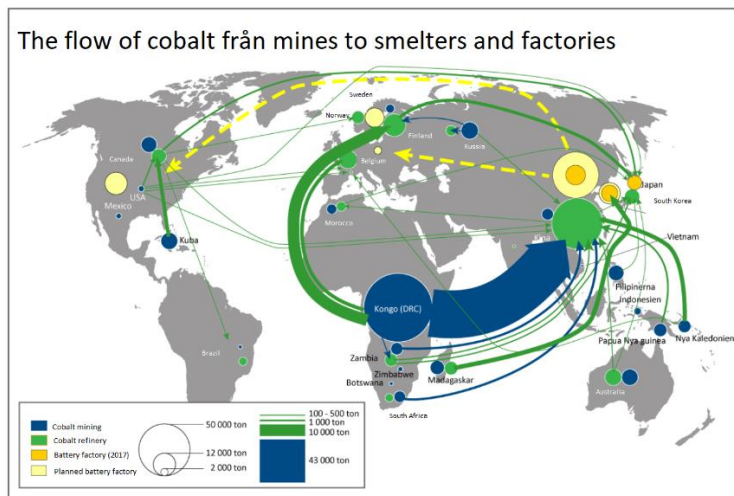 The flow of cobalt från mines to smelters and factories
Sweden
Norway
Finland
Russia
Canada
Belgium
USA
Mexico
Japan
South Korea
Morocco
Kuba
Vietnam
Kongo (DRC)
Pilipinerna
Indonesien
Papua Nya guinea
Nya Kaledonien
Brazil
Zambia
Zimbabwe
Botswana
Madagaskar
South Africa
Australia
Cobalt mining
Cobalt refinery
Battery factory (2017)
Planned battery factory
50 000 ton
12 000 ton
2 000 ton
100 - 500 ton
1 000 ton
10 000 ton
43 000 ton